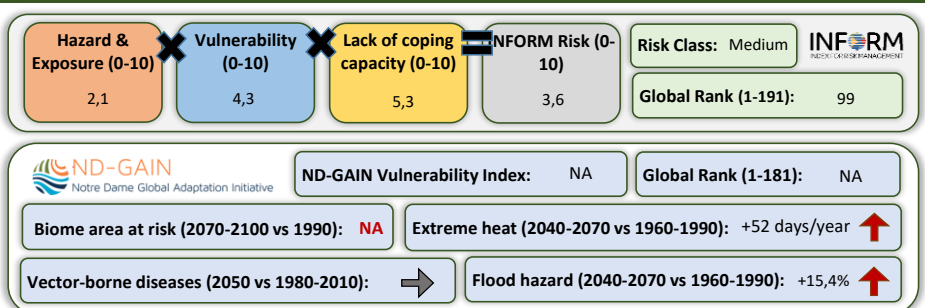 Hazard & Exposure (0-10)
2,1
Vulnerability (0-10)
4,3
Lack of coping capacity (0-10)
5,3
INFORM Risk (0-10)
3,6
Risk Class: Medium
INFORM
INDEX FOR RISK MANAGEMENT
Global Rank (1-191): 99
ND-GAIN
Notre Dame Global Adaptation Initiative
ND-GAIN Vulnerability Index: NA
Global Rank (1-181): NA
Biome area at risk (2070-2100 vs 1990): NA
Extreme heat (2040-2070 vs 1960-1990): +52 days/year
Vector-borne diseases (2050 vs 1980-2010):
Flood hazard (2040-2070 vs 1960-1990): +15,4%